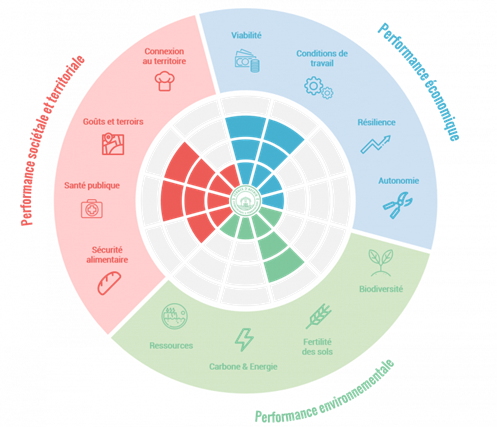 Performance sociétale et territoriale
Performance économique
Performance environnementale
Viabilité
Conditions de
travail
Résilience
Autonomie
Biodiversité
Fertilité
des sols
Carbone & Energie
Ressources
Sécurité
alimentaire
Santé publique
Goûts et terroirs
Connexion
au territoire